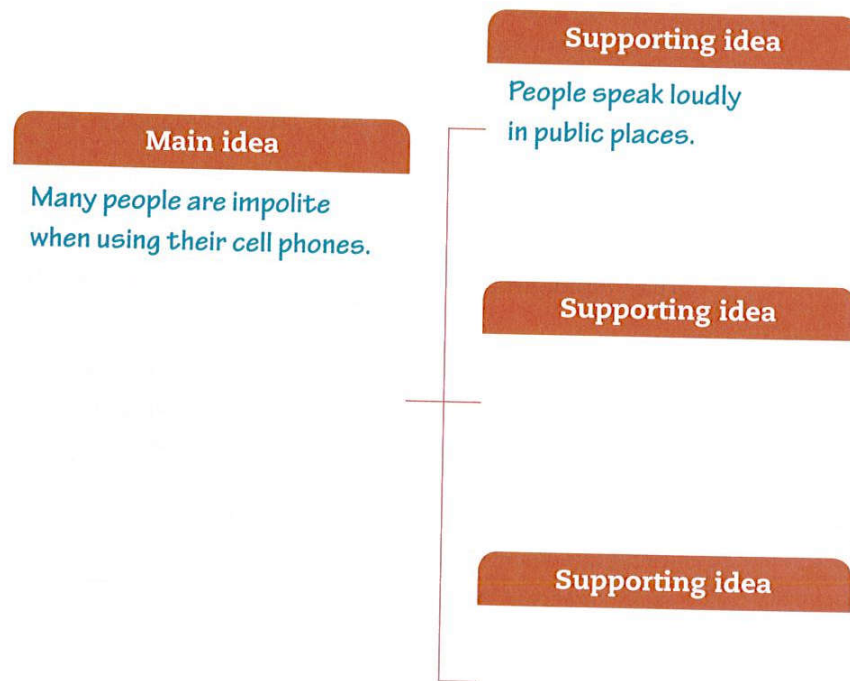 Main idea
Many people are impolite
when using their cell phones.
Supporting idea
People speak loudly
in public places.
Supporting idea
Supporting idea